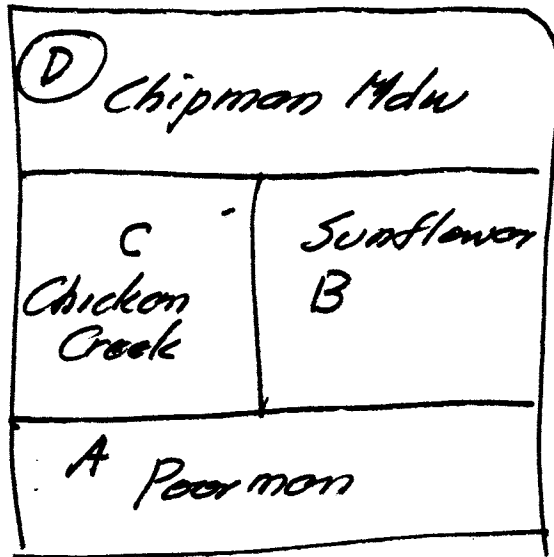 D
Chipman Mdw
C
Chicken
Creek
Sunflower
B
A
Poorman